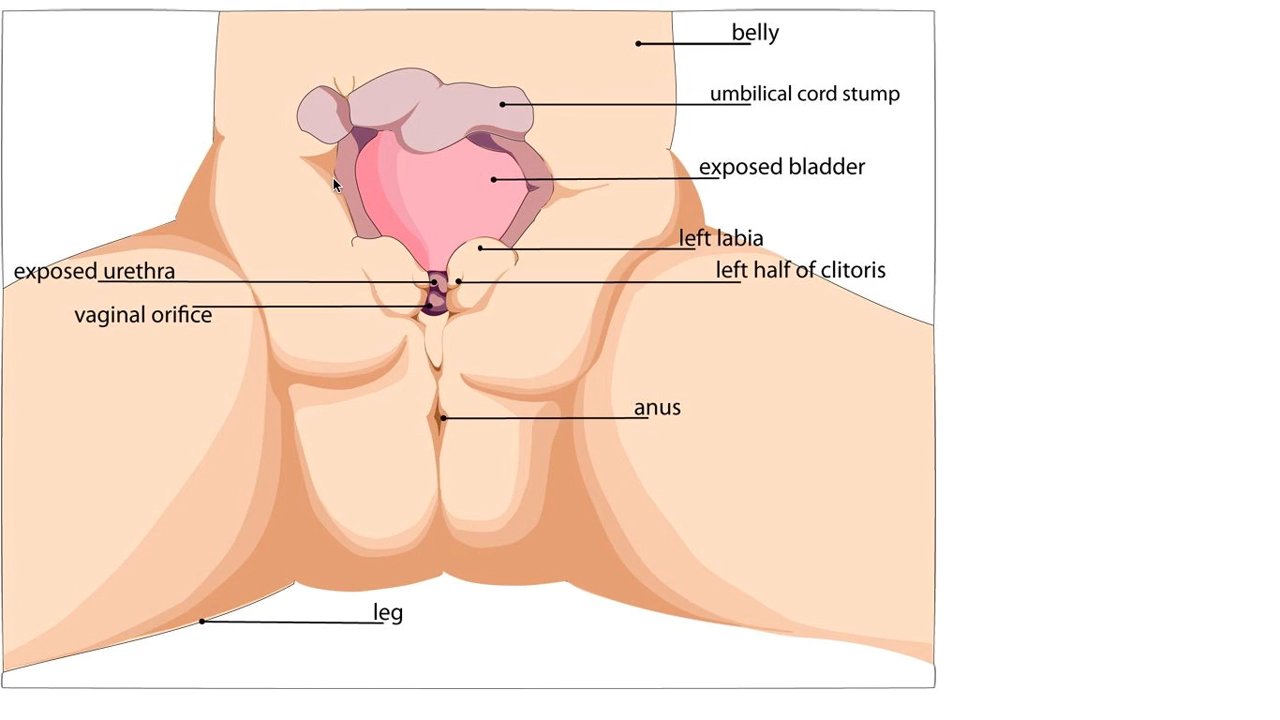 belly
umbilical cord stump
exposed bladder
left labia
exposed urethra
left half of clitoris
vaginal orifice
anus
leg